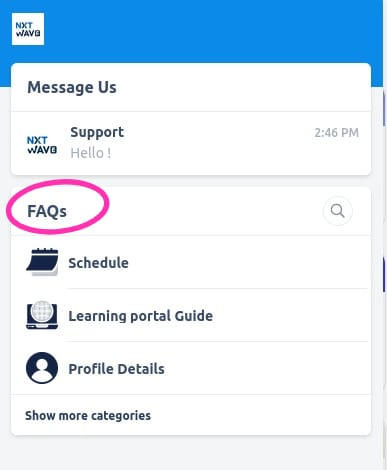 NXT
WAVE
Message Us
NXT
WAVE
Support
2:46 PM
Hello !
FAQs
Schedule
Learning portal Guide
Profile Details
Show more categories